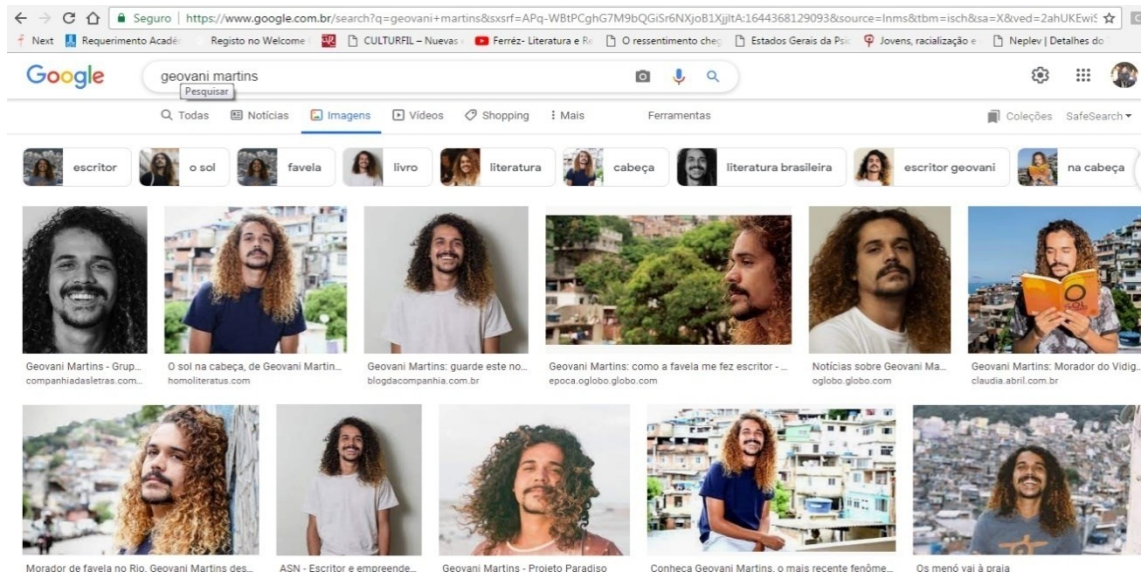 Seguro | https://www.google.com.br/search?q=geovani+martins&sxsrf=APq-WBtPCghG7M9bQGiSr6NXjoB1XjjltA:1644368129093&source=lnms&tbm=isch&sa=X&ved=2ahUKEwiS
Next Requerimento Acadêr Registo no Welcome CULTURFIL – Nuevas Ferréz- Literatura e Re O ressentimento cheg Estados Gerais da Psic Jovens, racialização e Neplev | Detalhes do
Google geovani martins
Pesquisar
Todas Notícias Imagens Vídeos Shopping Mais Ferramentas Coleções SafeSearch
escritor o sol favela livro literatura cabeça literatura brasileira escritor geovani na cabeça
Geovani Martins - Grup... O sol na cabeça, de Geovani Martin... Geovani Martins: guarde este no... Geovani Martins: como a favela me fez escritor - ... Notícias sobre Geovani Ma... Geovani Martins: Morador do Vidig...
companhiadasletras.com... homoliteratus.com blogdacompanhia.com.br epoca.oglobo.globo.com oglobo.globo.com claudia.abril.com.br
Morador de favela no Rio, Geovani Martins des... ASN - Escritor e empreende... Geovani Martins - Projeto Paradiso Conheça Geovani Martins, o mais recente fenôme... Os menó vai à praia